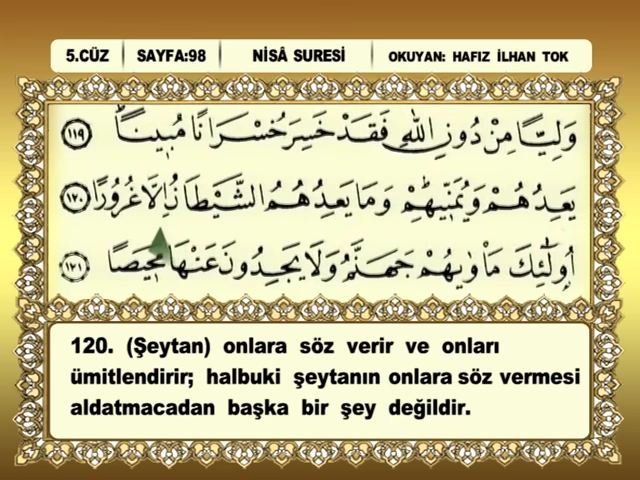 5.CÜZ SAYFA:98 NİSÂ SURESİ OKUYAN: HAFIZ İLHAN TOK
وَلِيًّا مِنْ دُونِ اللّٰهِ فَقَدْ خَسِرَ خُسْرَانًا مُبٖينًا ﴿١١٩﴾
يَعِدُهُمْ وَيُمَنّٖيهِمْ وَمَا يَعِدُهُمُ الشَّيْطَانُ اِلَّا غُرُورًا ﴿١٢٠﴾
اُو۬لٰٓئِكَ مَأْوٰيهُمْ جَهَنَّمُ وَلَا يَجِدُونَ عَنْهَا مَحٖيصًا ﴿١٢١﴾
120. (Şeytan) onlara söz verir ve onları
ümitlendirir; halbuki şeytanın onlara söz vermesi
aldatmacadan başka bir şey değildir.